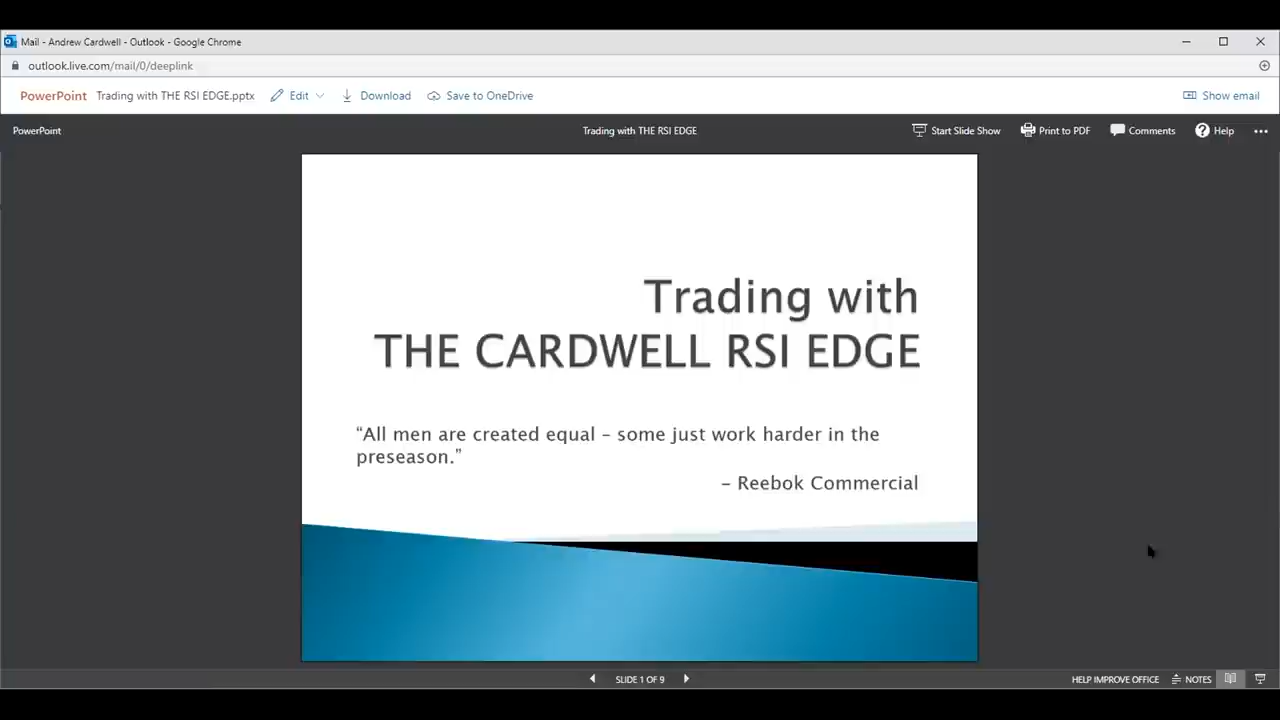 Mail - Andrew Cardwell - Outlook - Google Chrome
outlook.live.com/mail/0/deeplink
PowerPoint Trading with THE RSI EDGE.pptx Edit Download Save to OneDrive Show email
PowerPoint Trading with THE RSI EDGE Start Slide Show Print to PDF Comments Help
Trading with
THE CARDWELL RSI EDGE
“All men are created equal – some just work harder in the
preseason.”
– Reebok Commercial
SLIDE 1 OF 9 HELP IMPROVE OFFICE NOTES